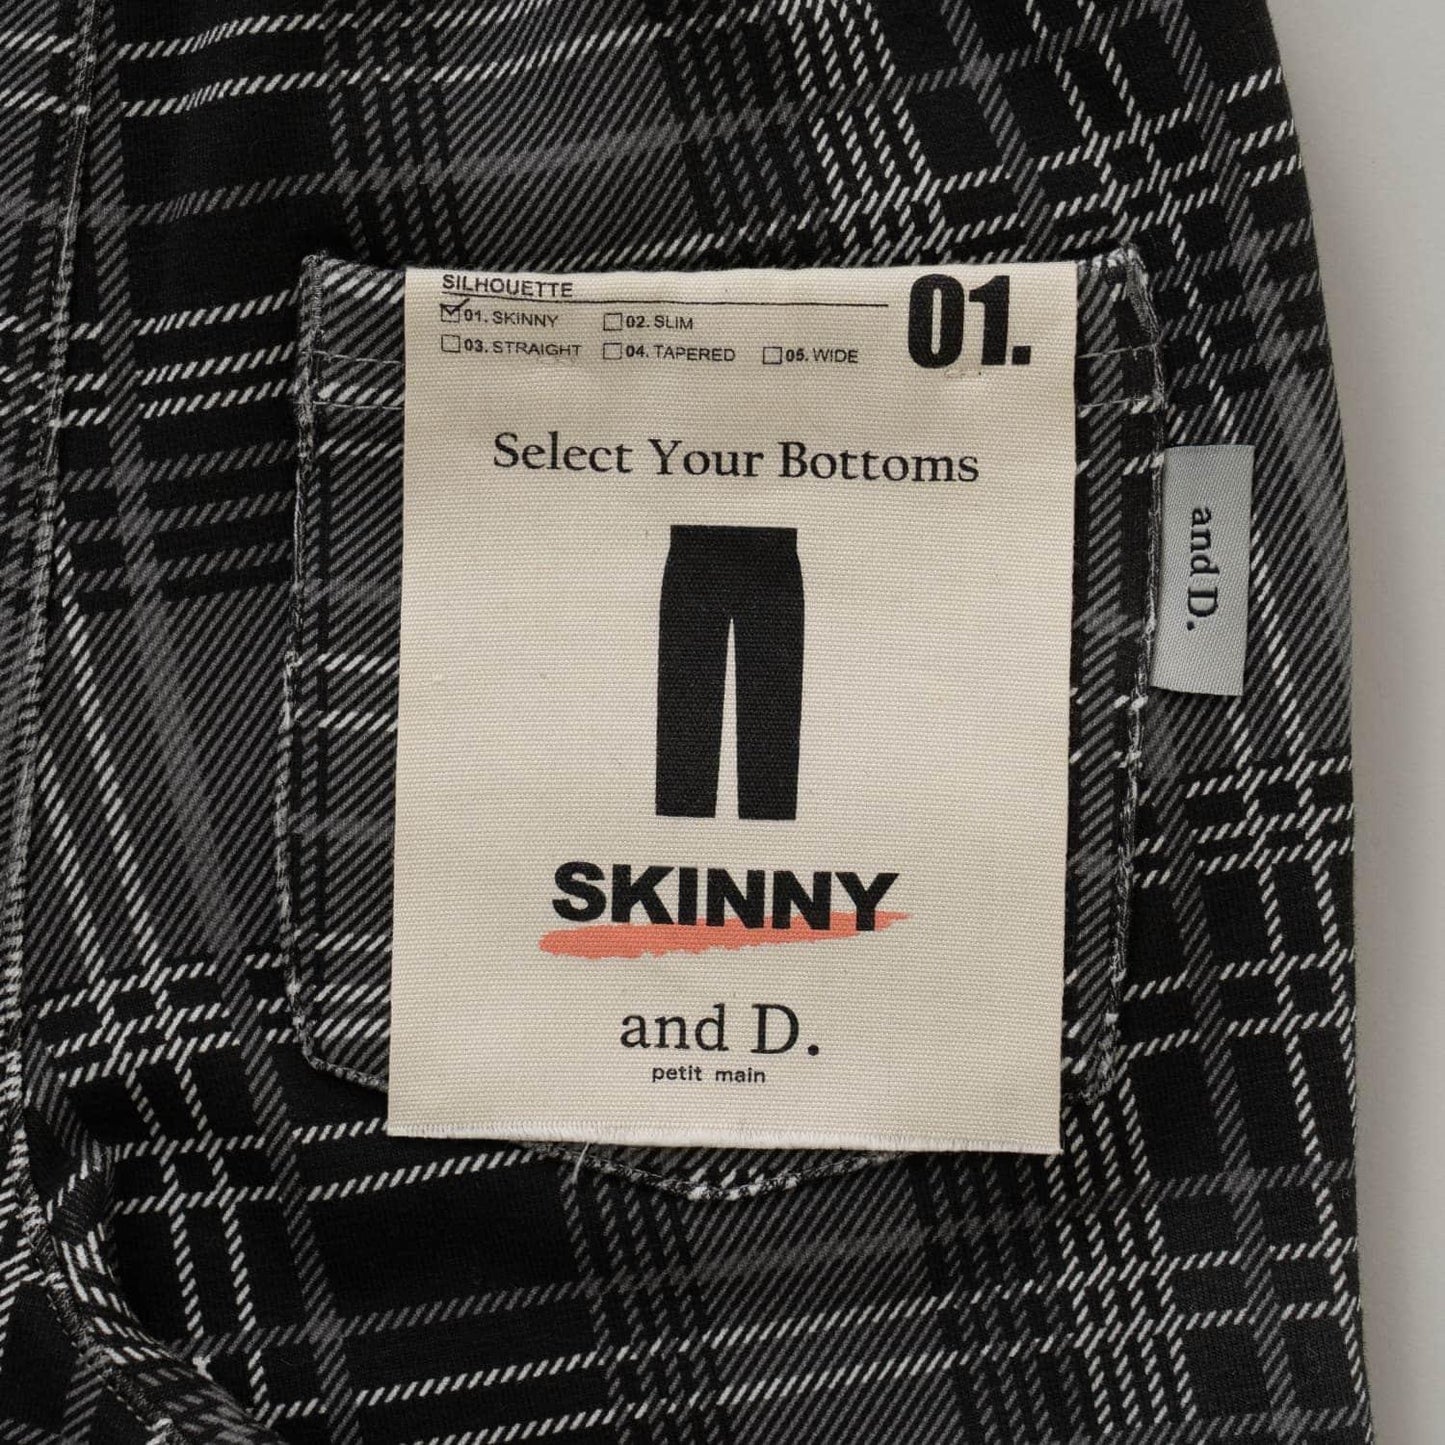 SILHOUETTE
01.
01. SKINNY 02. SLIM
03. STRAIGHT 04. TAPERED 05. WIDE
Select Your Bottoms
and D.
SKINNY
and D.
petit main